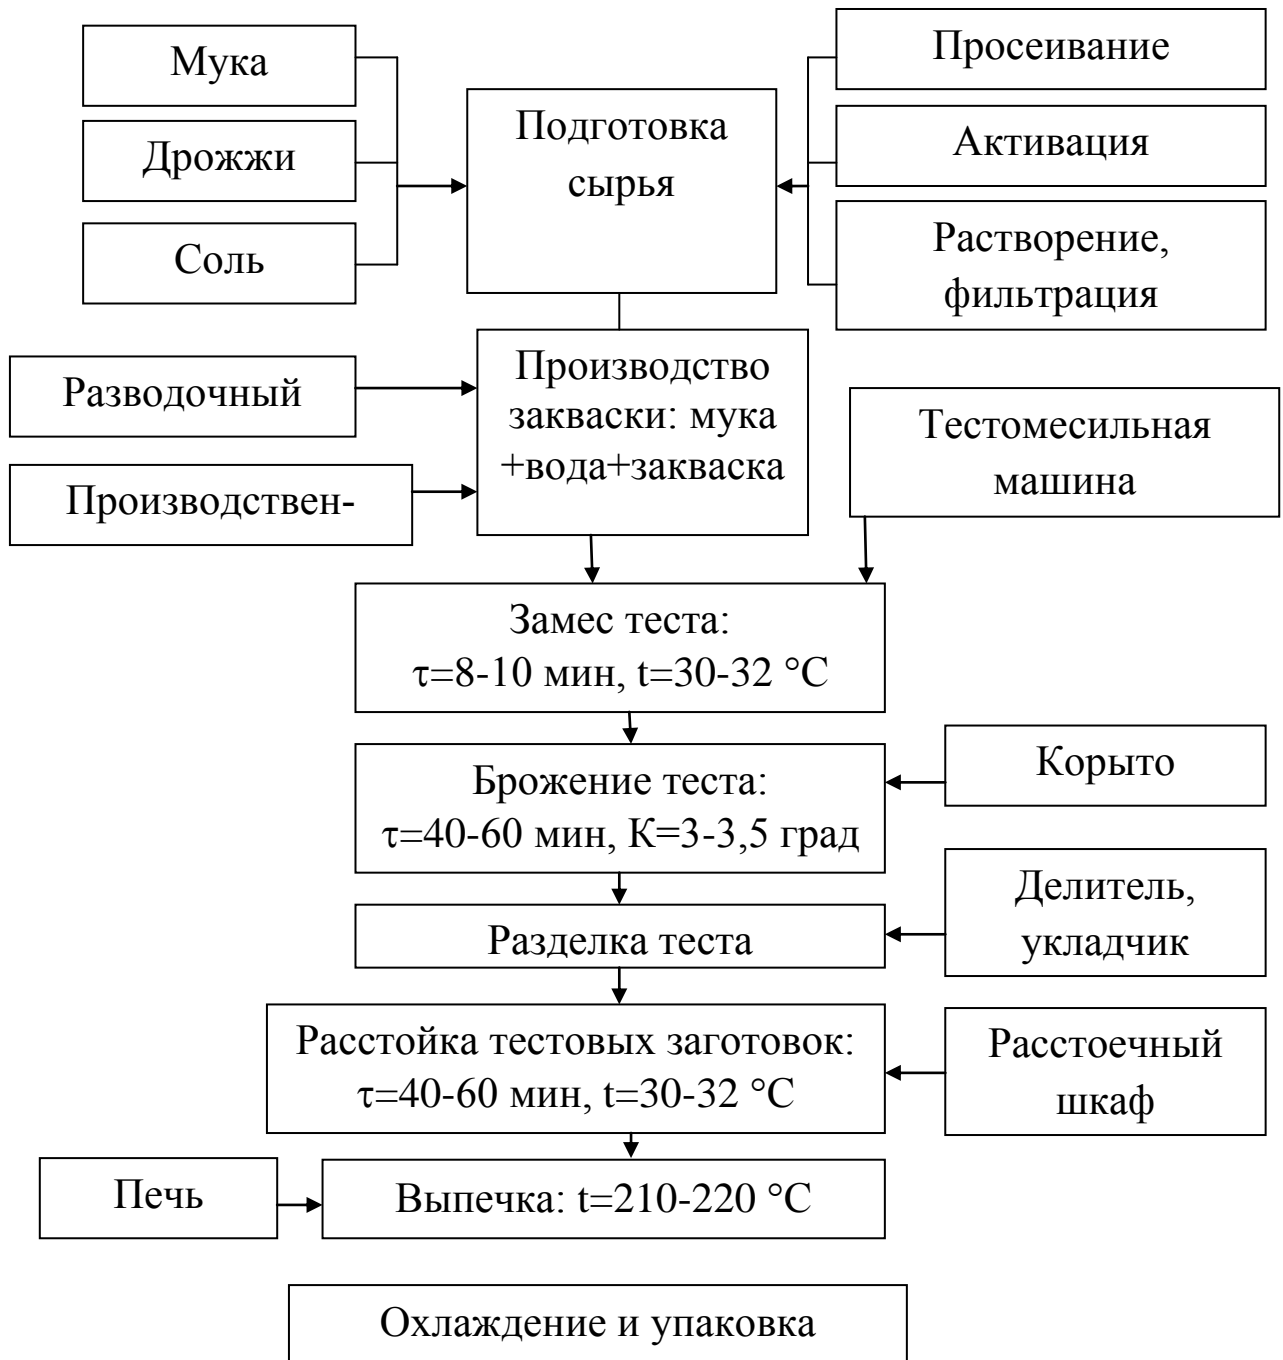 Мука
Просеивание
Подготовка
сырья
Дрожжи
Активация
Соль
Растворение,
фильтрация
Разводочный
Производство
закваски: мука
+вода+закваска
Тестомесильная
машина
Производствен-
Замес теста:
τ=8-10 мин, t=30-32 °C
Брожение теста:
τ=40-60 мин, К=3-3,5 град
Корыто
Разделка теста
Делитель,
укладчик
Расстойка тестовых заготовок:
τ=40-60 мин, t=30-32 °C
Расстоечный
шкаф
Печь
Выпечка: t=210-220 °C
Охлаждение и упаковка